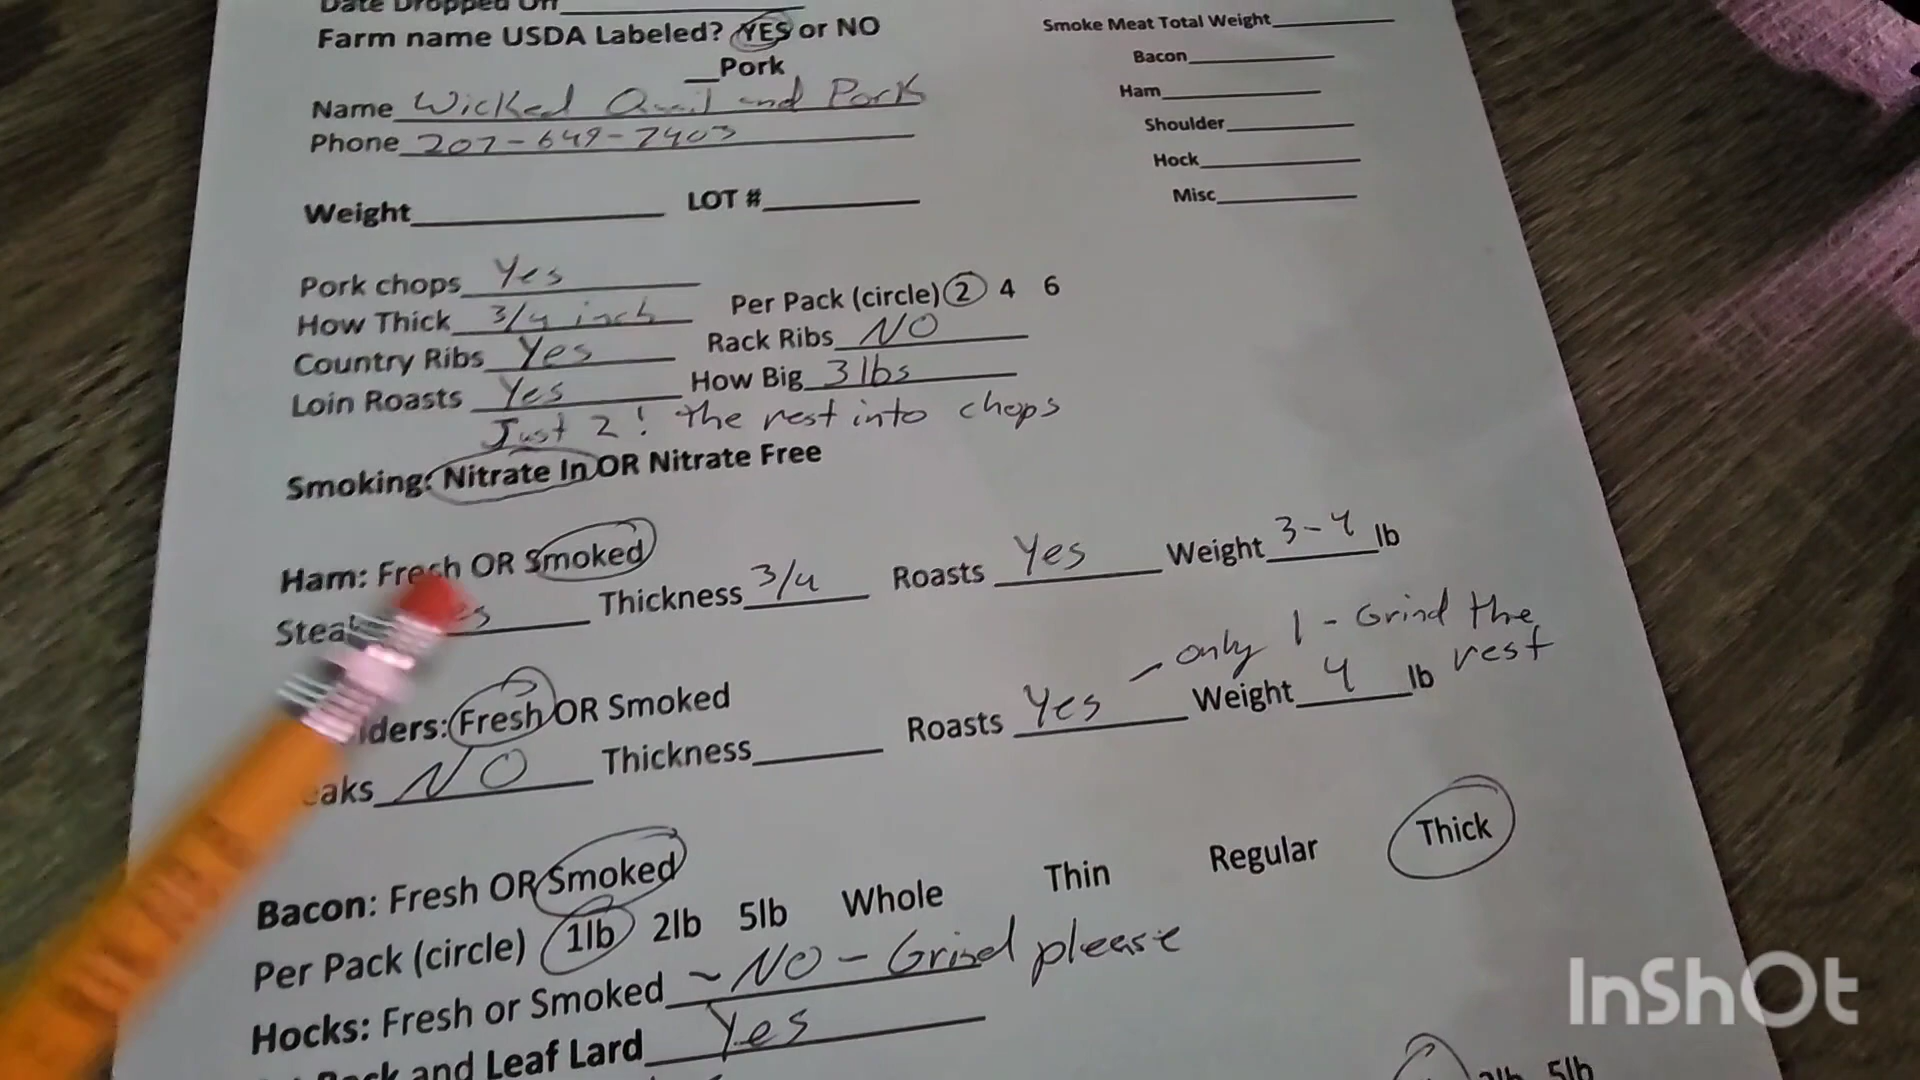 Date Dropped Off
Farm name USDA Labeled? YES or NO
Pork
Name Wicked Quail and Pork
Phone 207-649-7403
Smoke Meat Total Weight
Bacon
Ham
Shoulder
Hock
Misc
Weight LOT #
Pork chops Yes
How Thick 3/4 inch Per Pack (circle) 2 4 6
Country Ribs Yes Rack Ribs NO
Loin Roasts Yes How Big 3 lbs
Just 2! The rest into chops
Smoking: Nitrate In OR Nitrate Free
Ham: Fresh OR Smoked
Thickness 3/4 Roasts Yes Weight 3-4 lb
- only 1 - Grind the rest
Fresh OR Smoked
NO Thickness Roasts Yes Weight 4 lb
Bacon: Fresh OR Smoked
Per Pack (circle) 1lb 2lb 5lb Whole Thin Regular Thick
Hocks: Fresh or Smoked ~ NO - Grind please
and Leaf Lard Yes
5lb
InShOt